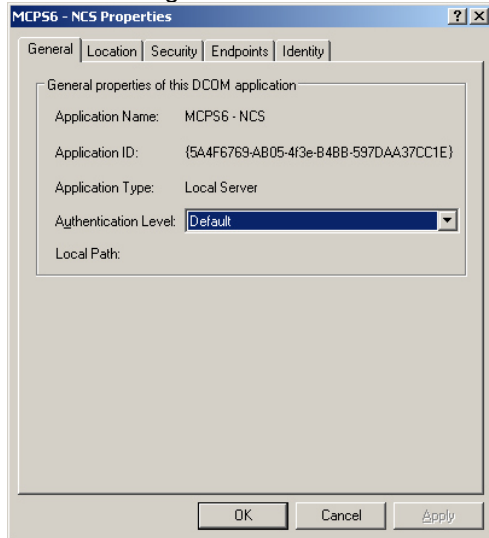 MCPS6 - NCS Properties
? X
General Location Security Endpoints Identity
General properties of this DCOM application
Application Name: MCPS6 - NCS
Application ID: {5A4F6769-AB05-4f3e-B4BB-597DAA37CC1E}
Application Type: Local Server
Authentication Level: Default
Local Path:
OK Cancel Apply